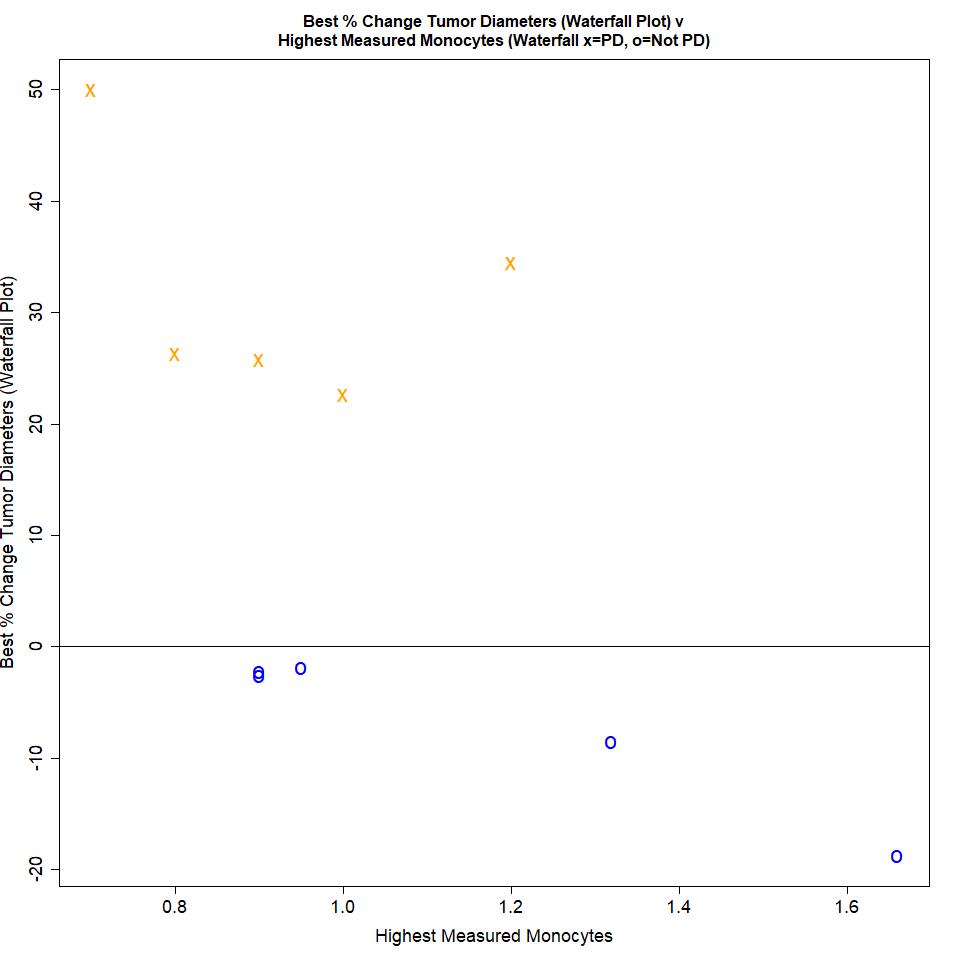 Best % Change Tumor Diameters (Waterfall Plot) v
Highest Measured Monocytes (Waterfall x=PD, o=Not PD)
Best % Change Tumor Diameters (Waterfall Plot)
50
40
30
20
10
0
-10
-20
x
x
x
x
x
o
o
o
o
o
0.8
1.0
1.2
1.4
1.6
Highest Measured Monocytes